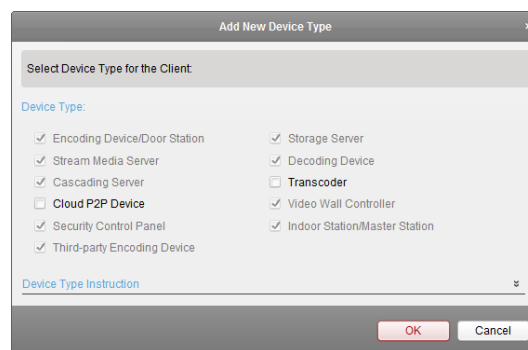 Add New Device Type
Select Device Type for the Client:
Device Type:
Encoding Device/Door Station
Storage Server
Stream Media Server
Decoding Device
Cascading Server
Transcoder
Cloud P2P Device
Video Wall Controller
Security Control Panel
Indoor Station/Master Station
Third-party Encoding Device
Device Type Instruction
OK
Cancel